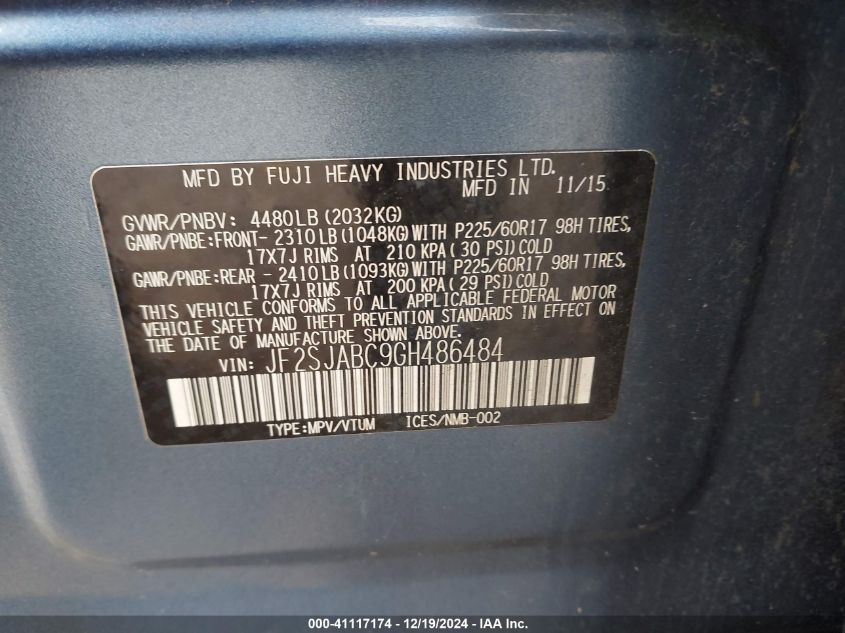 MFD BY FUJI HEAVY INDUSTRIES LTD.
MFD IN 11/15
GVWR/PNBV: 4480LB(2032KG)
GAWR/PNBE:FRONT- 2310LB(1048KG)WITH P225/60R17 98H TIRES,
17X7J RIMS AT 210 KPA( 30 PSI)COLD
GAWR/PNBE:REAR - 2410LB(1093KG)WITH P225/60R17 98H TIRES,
17X7J RIMS AT 200 KPA( 29 PSI)COLD
THIS VEHICLE CONFORMS TO ALL APPLICABLE FEDERAL MOTOR
VEHICLE SAFETY AND THEFT PREVENTION STANDARDS IN EFFECT ON
THE DATE OF MANUFACTURE SHOWN ABOVE.
VIN: JF2SJABC9GH486484
TYPE:MPV/VTUM ICES/NMB-002
000-41117174 - 12/19/2024 - IAA Inc.